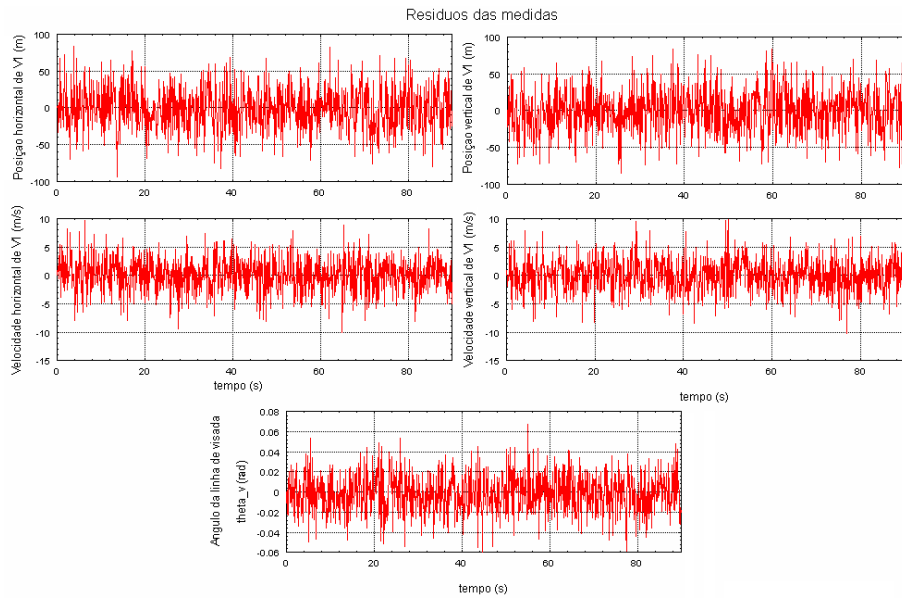 Residuos das medidas
Posiçao horizontal de V1 (m)
100
50
0
-50
-100
0 20 40 60 80
Posiçao vertical de V1 (m)
100
50
0
-50
-100
0 20 40 60 80
Velocidade horizontal de V1 (m/s)
10
5
0
-5
-10
-15
0 20 40 60 80
tempo (s)
Velocidade vertical de V1 (m/s)
10
5
0
-5
-10
-15
0 20 40 60 80
tempo (s)
Angulo da linha de visada
theta_v (rad)
0.08
0.06
0.04
0.02
0
-0.02
-0.04
-0.06
0 20 40 60 80
tempo (s)